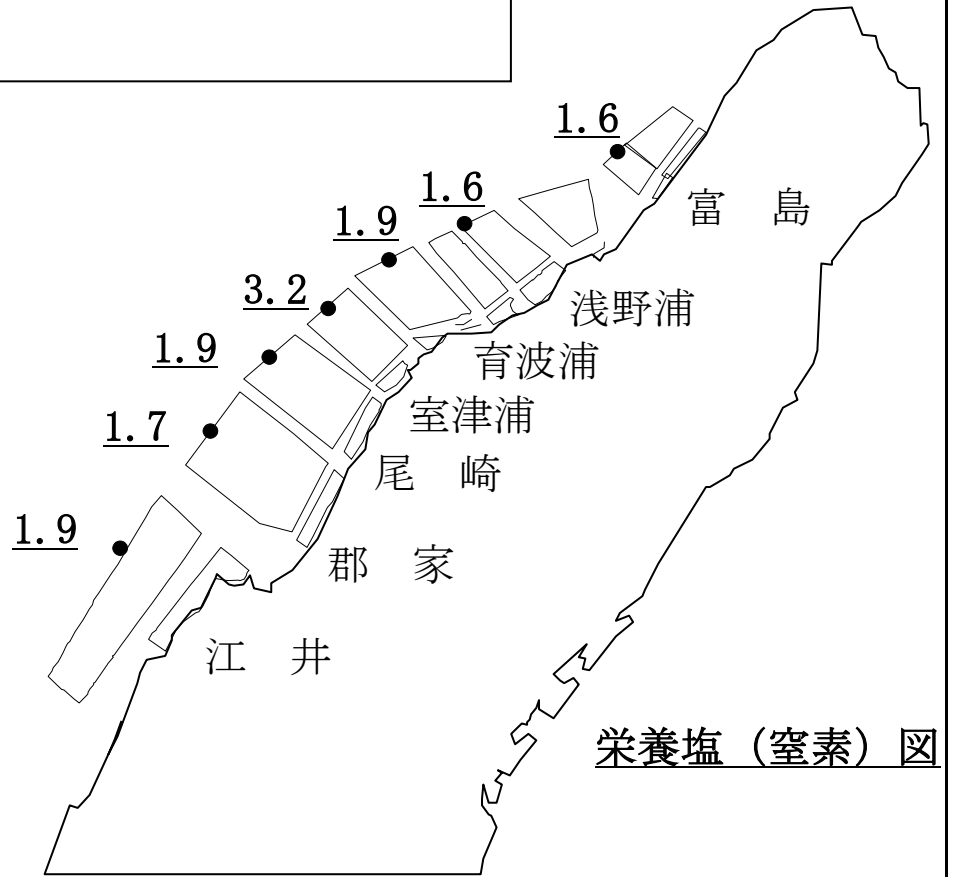 1.6
1.6
1.9
3.2
1.9
1.7
1.9
富　島
浅野浦
育波浦
室津浦
尾　崎
郡　家
江　井
栄養塩（窒素）図